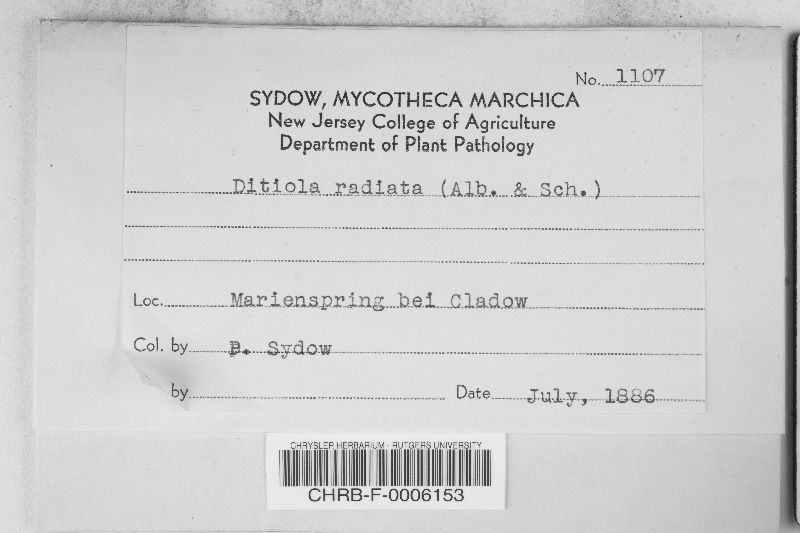 No. 1107
SYDOW, MYCOTHECA MARCHICA
New Jersey College of Agriculture
Department of Plant Pathology
Ditiola radiata (Alb. & Sch.)
Loc. Marienspring bei Cladow
Col. by P. Sydow
by
Date July, 1886
CHRYSLER HERBARIUM - RUTGERS UNIVERSITY
CHRB-F-0006153